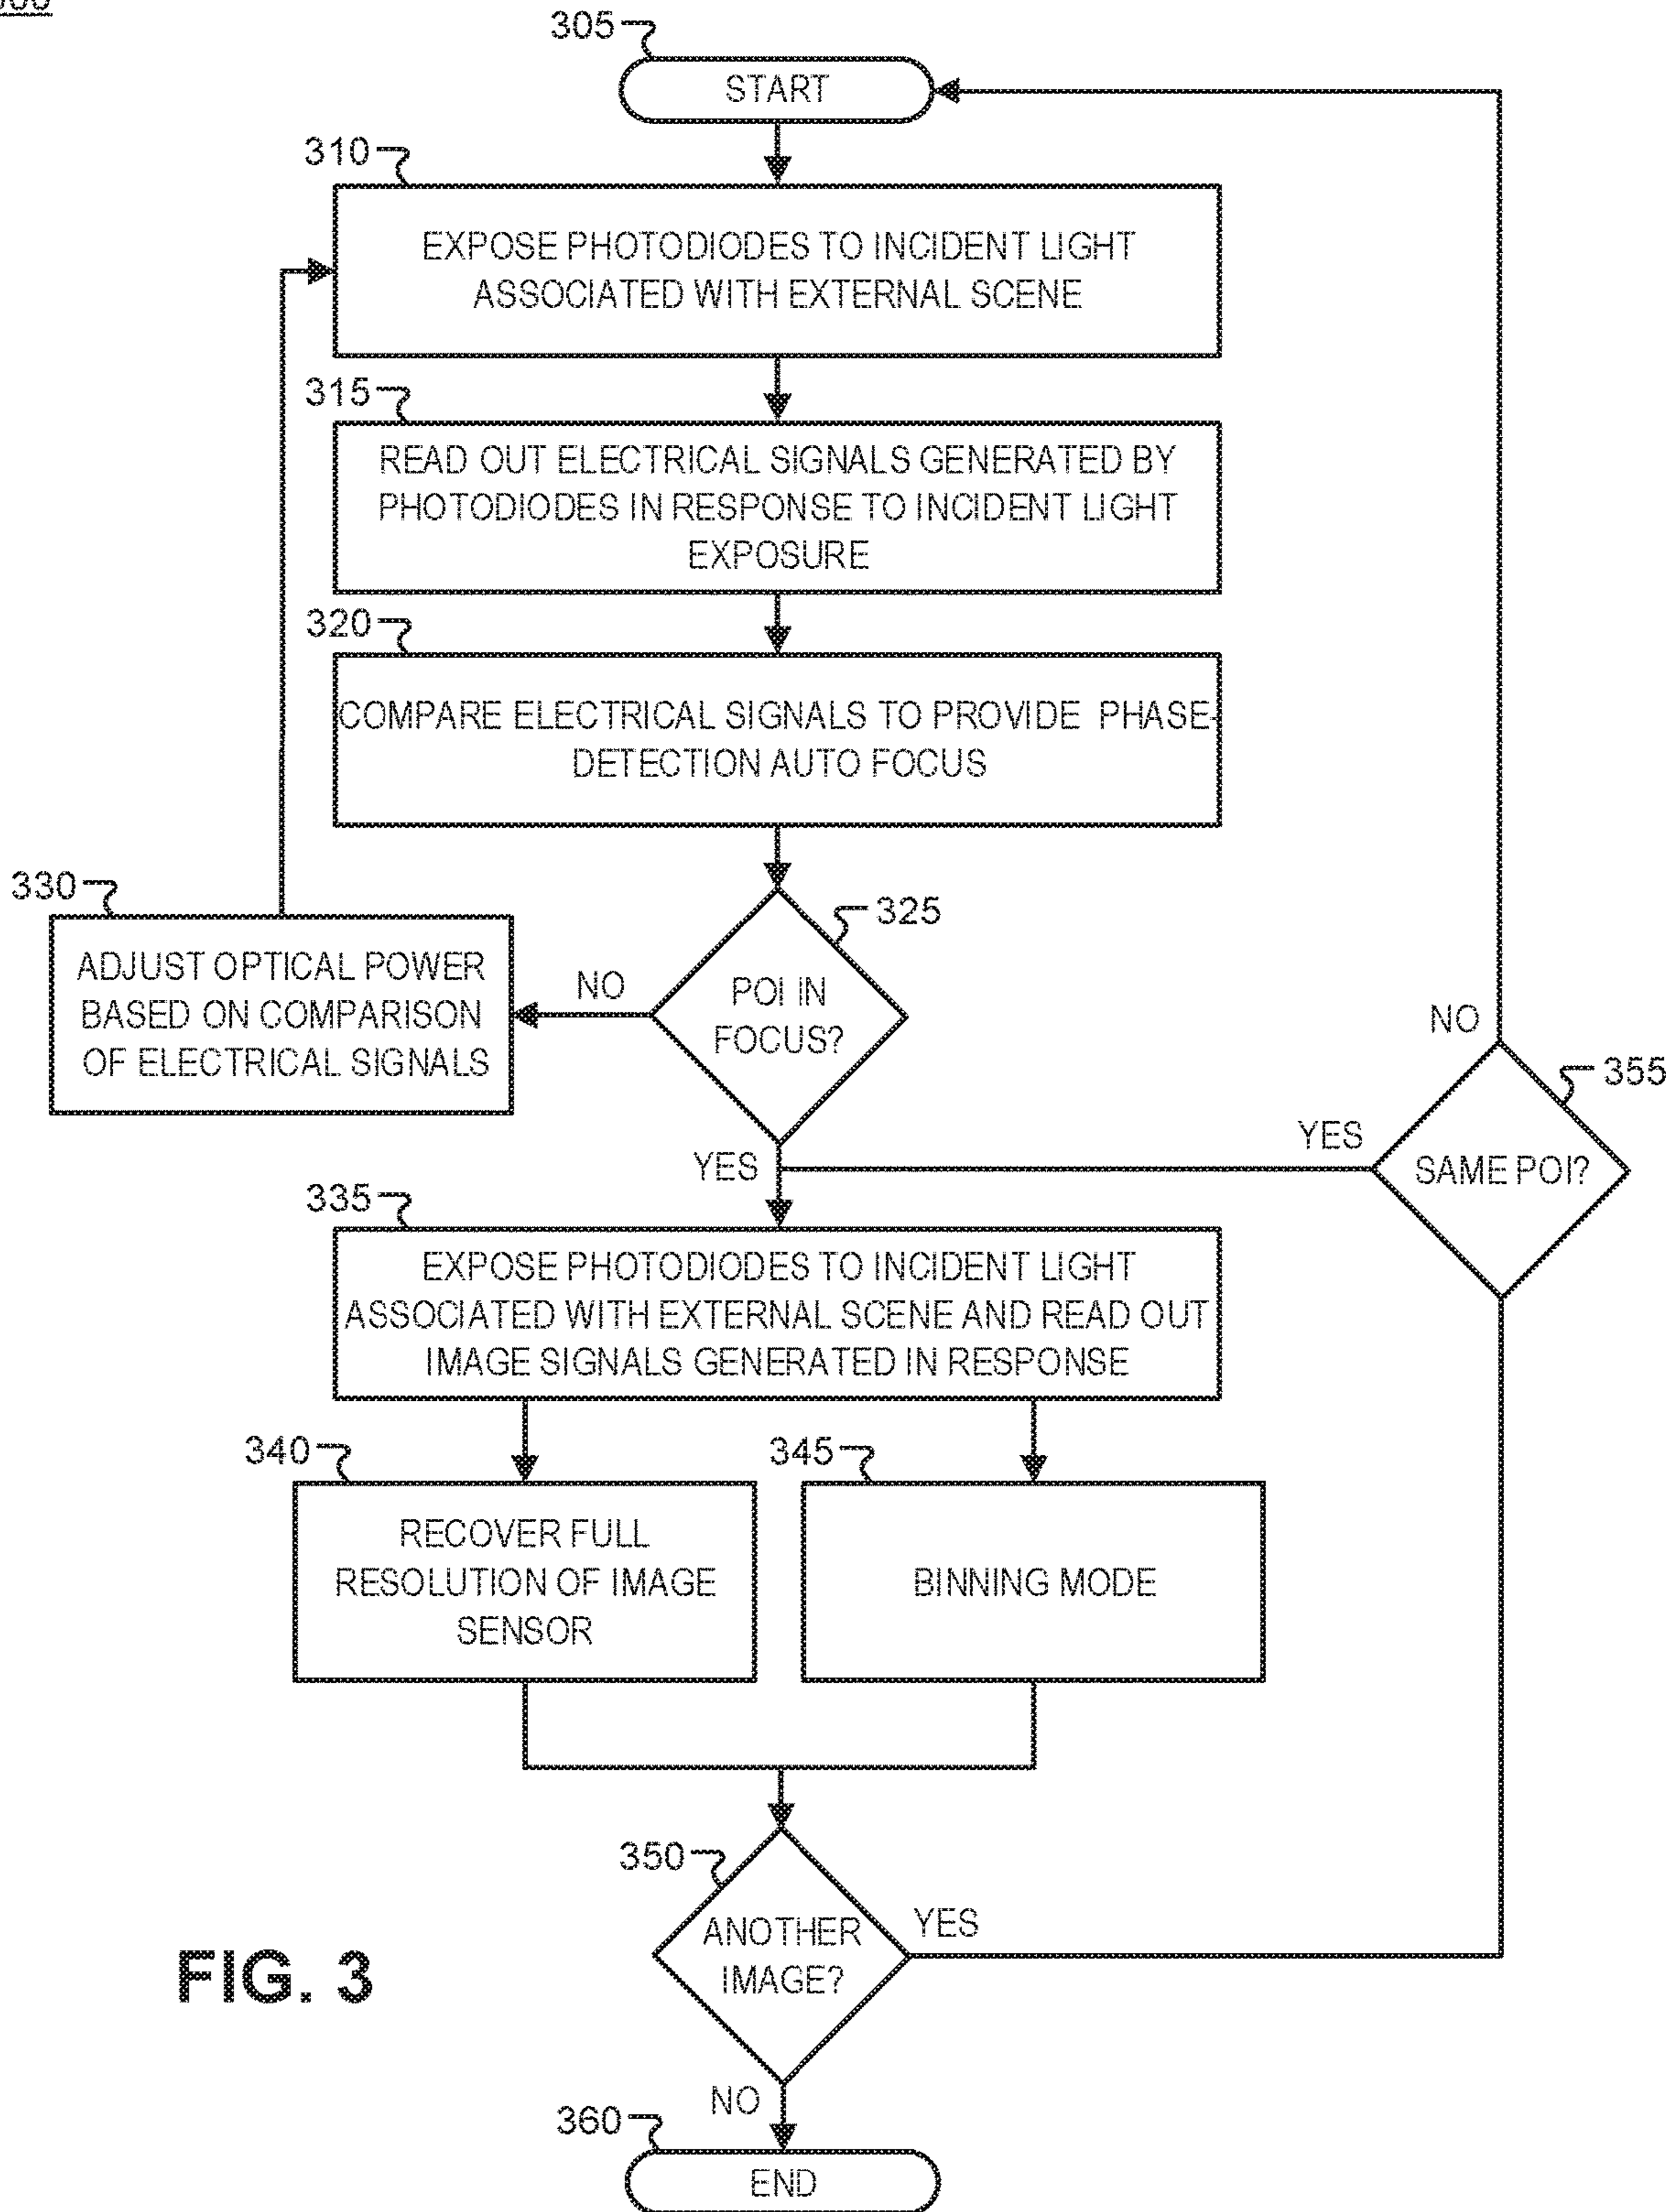 305
START
310
EXPOSE PHOTODIODES TO INCIDENT LIGHT
ASSOCIATED WITH EXTERNAL SCENE
315
READ OUT ELECTRICAL SIGNALS GENERATED BY
PHOTODIODES IN RESPONSE TO INCIDENT LIGHT
EXPOSURE
320
COMPARE ELECTRICAL SIGNALS TO PROVIDE PHASE-
DETECTION AUTO FOCUS
330
ADJUST OPTICAL POWER
BASED ON COMPARISON
OF ELECTRICAL SIGNALS
NO
325
POI IN
FOCUS?
NO
355
SAME POI?
YES
YES
335
EXPOSE PHOTODIODES TO INCIDENT LIGHT
ASSOCIATED WITH EXTERNAL SCENE AND READ OUT
IMAGE SIGNALS GENERATED IN RESPONSE
340
RECOVER FULL
RESOLUTION OF IMAGE
SENSOR
345
BINNING MODE
350
ANOTHER
IMAGE?
YES
FIG. 3
NO
360
END